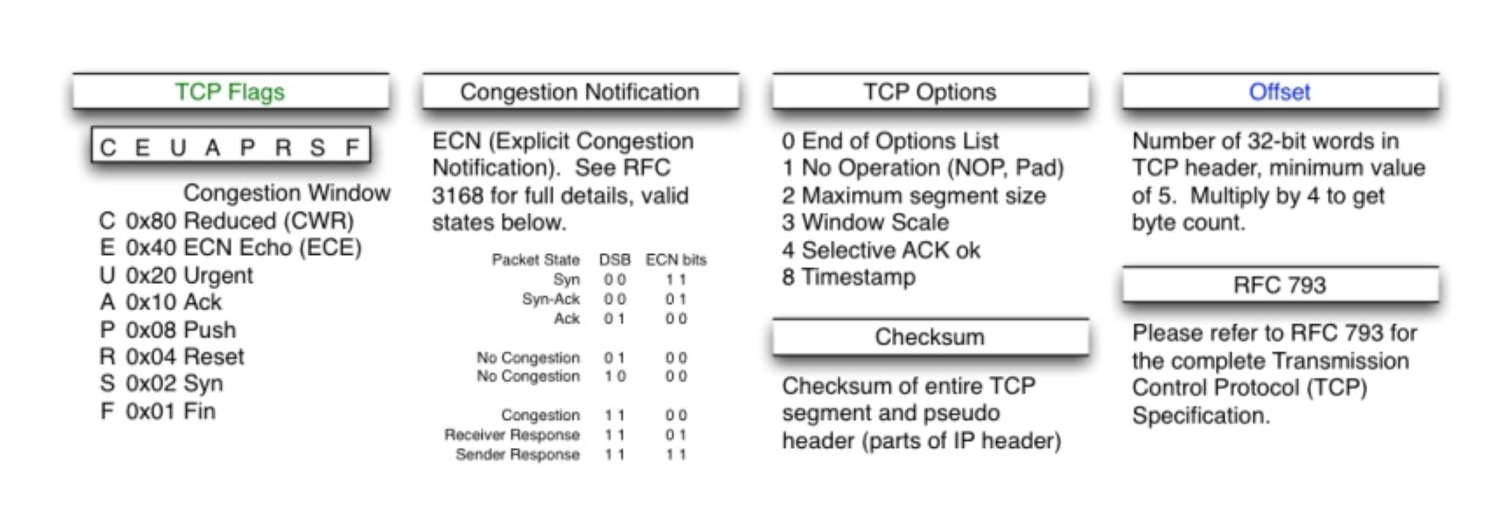 TCP Flags
C E U A P R S F
Congestion Window
C 0x80 Reduced (CWR)
E 0x40 ECN Echo (ECE)
U 0x20 Urgent
A 0x10 Ack
P 0x08 Push
R 0x04 Reset
S 0x02 Syn
F 0x01 Fin
Congestion Notification
ECN (Explicit Congestion
Notification). See RFC
3168 for full details, valid
states below.
Packet State DSB ECN bits
Syn 0 0 1 1
Syn-Ack 0 0 0 1
Ack 0 1 0 0
No Congestion 0 1 0 0
No Congestion 1 0 0 0
Congestion 1 1 0 0
Receiver Response 1 1 0 1
Sender Response 1 1 1 1
TCP Options
0 End of Options List
1 No Operation (NOP, Pad)
2 Maximum segment size
3 Window Scale
4 Selective ACK ok
8 Timestamp
Checksum
Checksum of entire TCP
segment and pseudo
header (parts of IP header)
Offset
Number of 32-bit words in
TCP header, minimum value
of 5. Multiply by 4 to get
byte count.
RFC 793
Please refer to RFC 793 for
the complete Transmission
Control Protocol (TCP)
Specification.